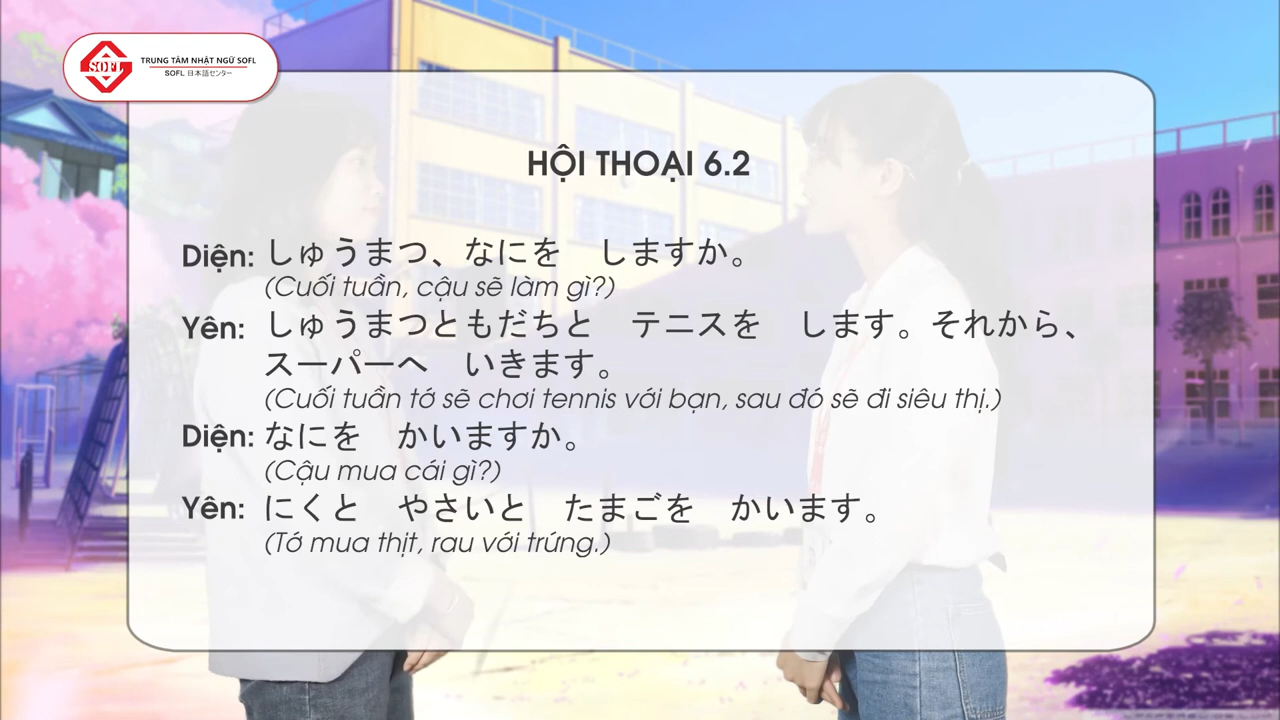 SOFL
TRUNG TÂM NHẬT NGỮ SOFL
SOFL 日本語センター
HỘI THOẠI 6.2
Diện: しゅうまつ、なにを　しますか。
(Cuối tuần, cậu sẽ làm gì?)
Yên: しゅうまつともだちと　テニスを　します。それから、
スーパーへ　いきます。
(Cuối tuần tớ sẽ chơi tennis với bạn, sau đó sẽ đi siêu thị.)
Diện: なにを　かいますか。
(Cậu mua cái gì?)
Yên: にくと　やさいと　たまごを　かいます。
(Tớ mua thịt, rau với trứng.)